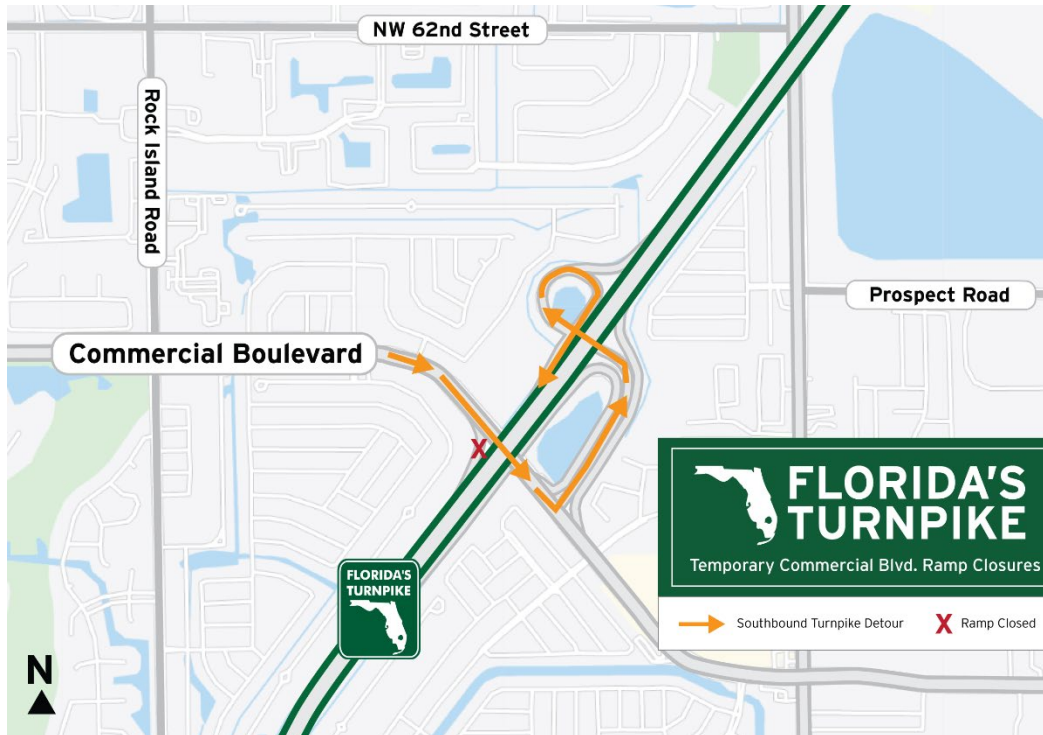 NW 62nd Street
Rock Island Road
Prospect Road
Commercial Boulevard
X
FLORIDA'S
TURNPIKE
Temporary Commercial Blvd. Ramp Closures
FLORIDA'S
TURNPIKE
Southbound Turnpike Detour
X Ramp Closed
N